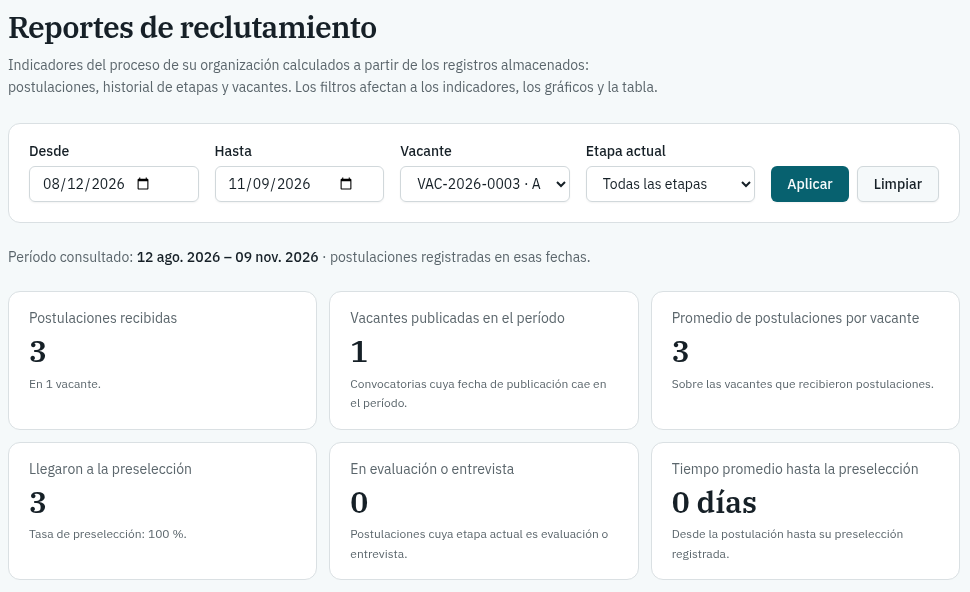 Reportes de reclutamiento
Indicadores del proceso de su organización calculados a partir de los registros almacenados:
postulaciones, historial de etapas y vacantes. Los filtros afectan a los indicadores, los gráficos y la tabla.
Desde
Hasta
Vacante
Etapa actual
08/12/2026
11/09/2026
VAC-2026-0003 · A
Todas las etapas
Aplicar
Limpiar
Período consultado: 12 ago. 2026 – 09 nov. 2026 · postulaciones registradas en esas fechas.
Postulaciones recibidas
3
En 1 vacante.
Vacantes publicadas en el período
1
Convocatorias cuya fecha de publicación cae en
el período.
Promedio de postulaciones por vacante
3
Sobre las vacantes que recibieron postulaciones.
Llegaron a la preselección
3
Tasa de preselección: 100 %.
En evaluación o entrevista
0
Postulaciones cuya etapa actual es evaluación o
entrevista.
Tiempo promedio hasta la preselección
0 días
Desde la postulación hasta su preselección
registrada.